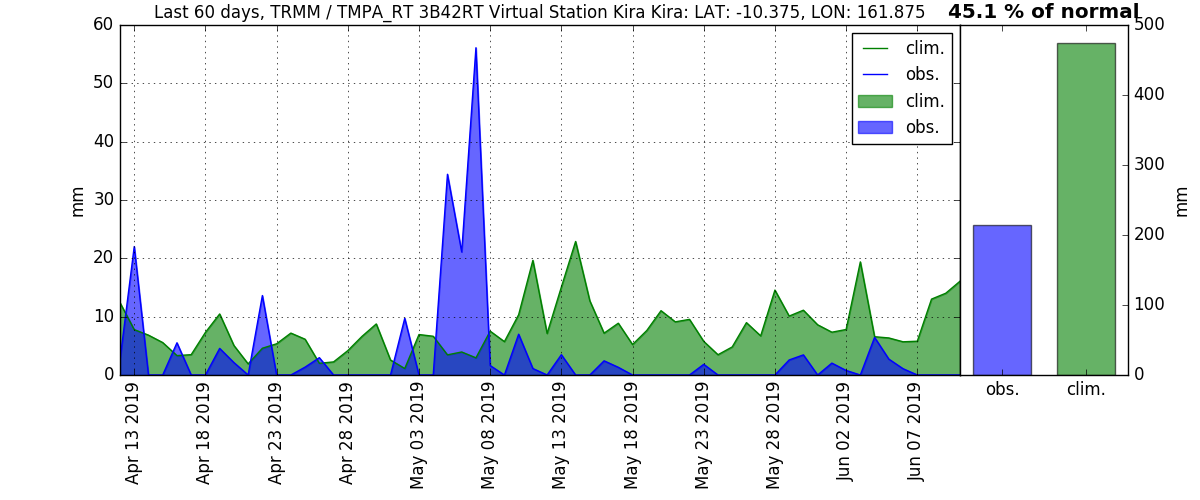 Last 60 days, TRMM / TMPA_RT 3B42RT Virtual Station Kira Kira: LAT: -10.375, LON: 161.875
45.1 % of normal
60
50
40
30
20
10
0
mm
clim.
obs.
clim.
obs.
Apr 13 2019
Apr 18 2019
Apr 23 2019
Apr 28 2019
May 03 2019
May 08 2019
May 13 2019
May 18 2019
May 23 2019
May 28 2019
Jun 02 2019
Jun 07 2019
500
400
300
200
100
0
mm
obs.
clim.